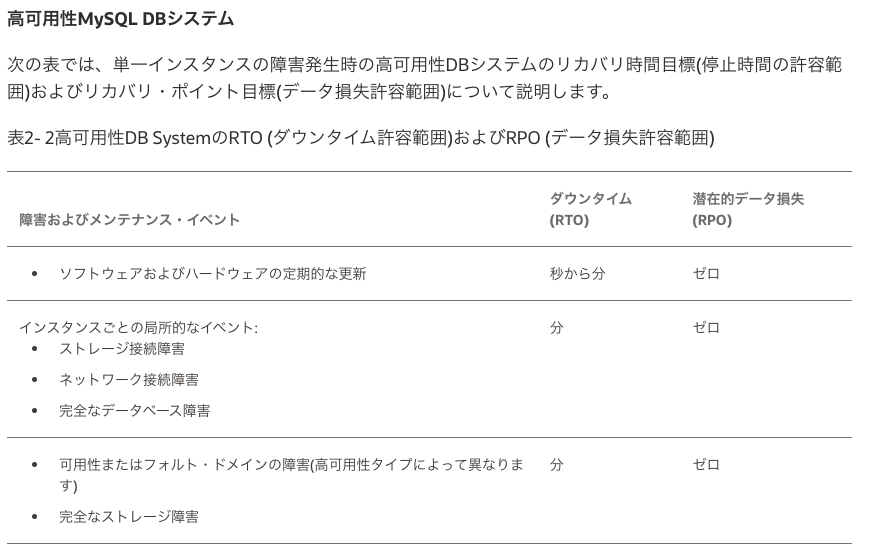 高可用性MySQL DBシステム
次の表では、単一インスタンスの障害発生時の高可用性DBシステムのリカバリ時間目標(停止時間の許容範
囲)およびリカバリ・ポイント目標(データ損失許容範囲)について説明します。
表2- 2高可用性DB SystemのRTO (ダウンタイム許容範囲)およびRPO (データ損失許容範囲)
障害およびメンテナンス・イベント
ダウンタイム
(RTO)
潜在的データ損失
(RPO)
• ソフトウェアおよびハードウェアの定期的な更新
秒から分
ゼロ
インスタンスごとの局所的なイベント:
• ストレージ接続障害
• ネットワーク接続障害
• 完全なデータベース障害
分
ゼロ
• 可用性またはフォルト・ドメインの障害(高可用性タイプによって異なりま
す)
• 完全なストレージ障害
分
ゼロ